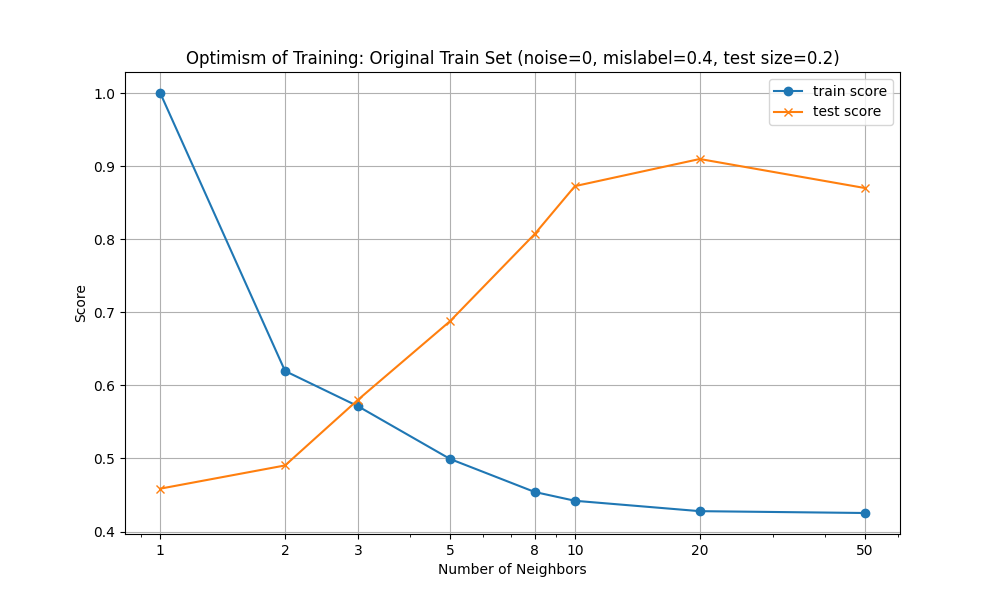 Optimism of Training: Original Train Set (noise=0, mislabel=0.4, test size=0.2)
train score
test score
1.0
0.9
0.8
0.7
0.6
0.5
0.4
Score
1 2 3 5 8 10 20 50
Number of Neighbors